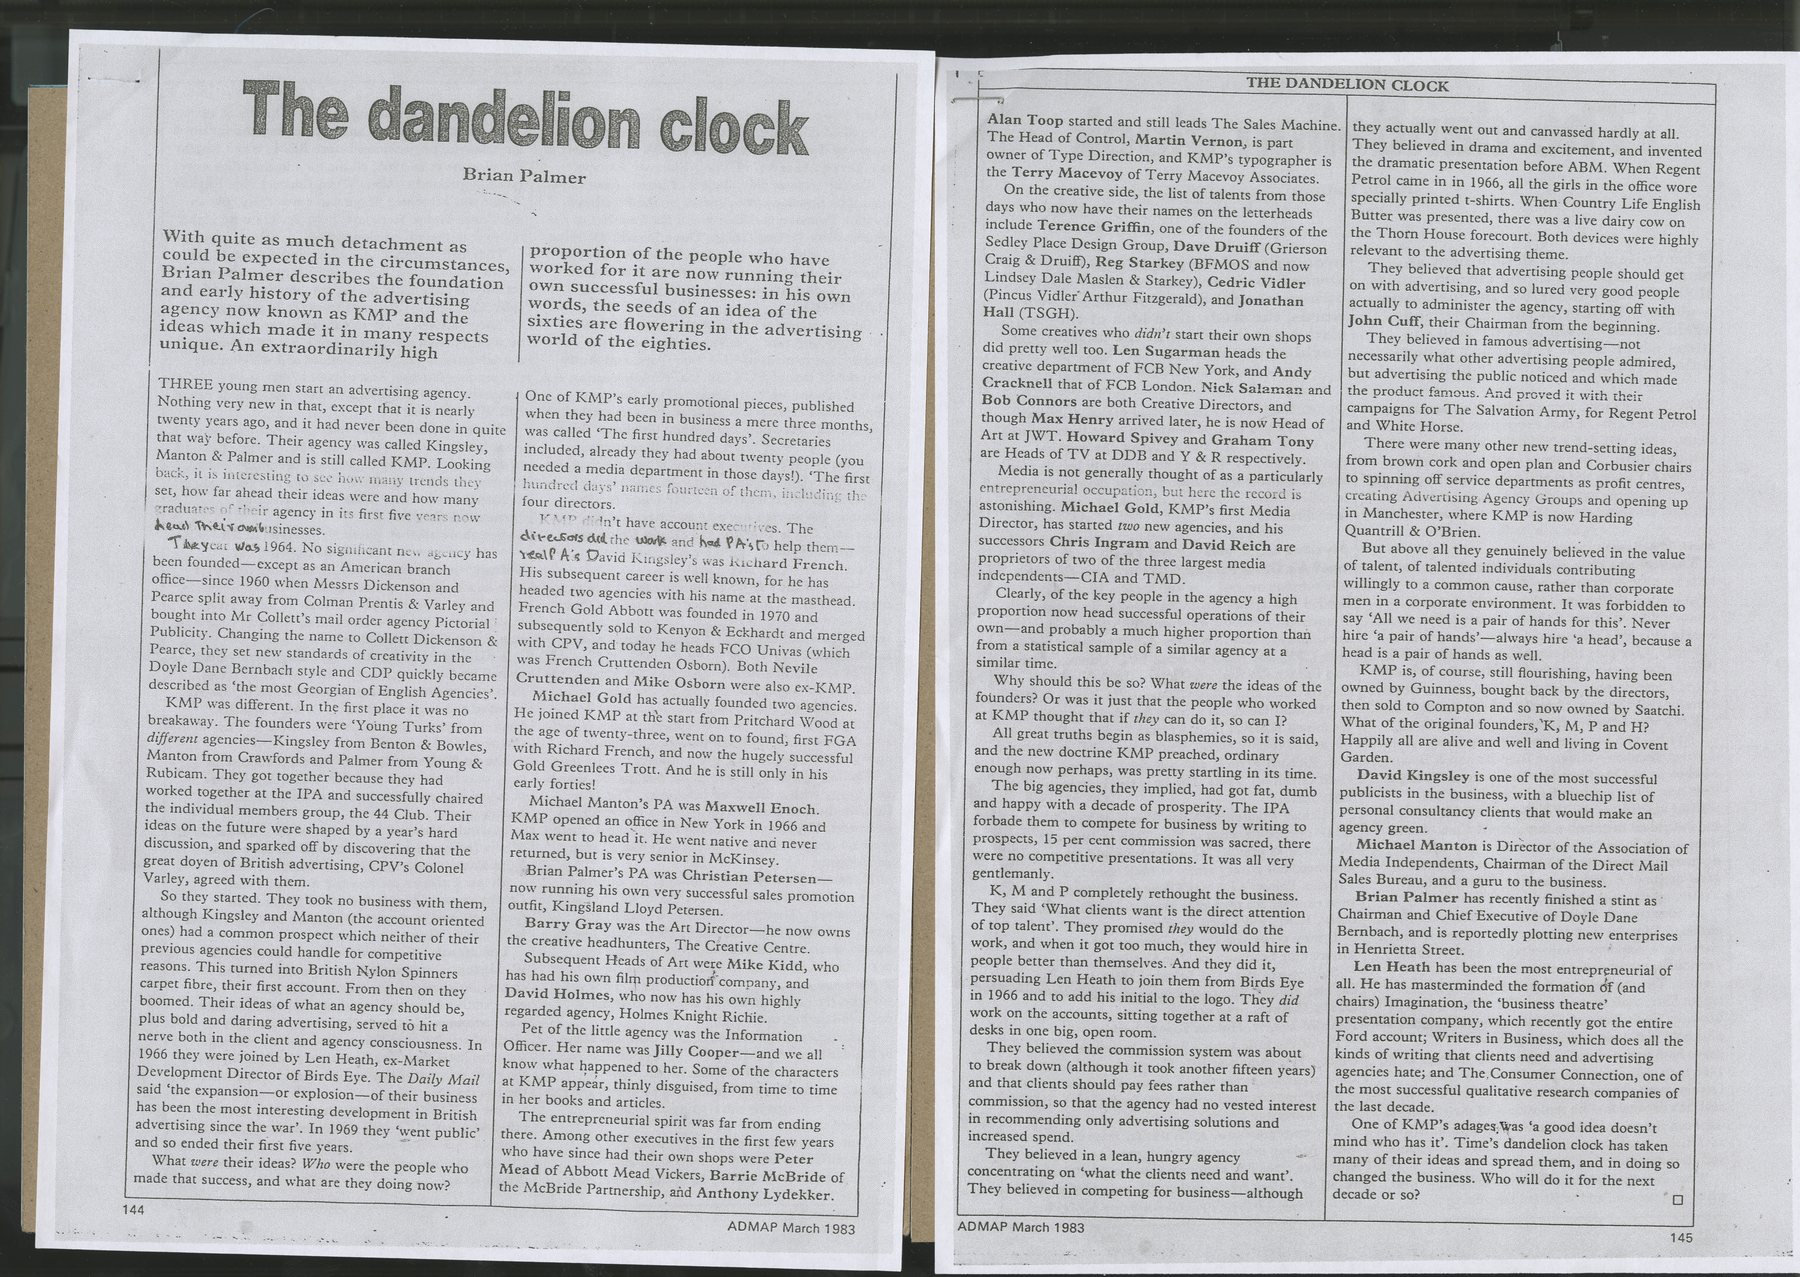 The dandelion clock
Brian Palmer
With quite as much detachment as
could be expected in the circumstances,
Brian Palmer describes the foundation
and early history of the advertising
agency now known as KMP and the
ideas which made it in many respects
unique. An extraordinarily high
proportion of the people who have
worked for it are now running their
own successful businesses: in his own
words, the seeds of an idea of the
sixties are flowering in the advertising
world of the eighties.
THREE young men start an advertising agency.
Nothing very new in that, except that it is nearly
twenty years ago, and it had never been done in quite
that way before. Their agency was called Kingsley,
Manton & Palmer and is still called KMP. Looking
back, it is interesting to see how many trends they
set, how far ahead their ideas were and how many
graduates of their agency in its first five years now
head their own businesses.
The year was 1964. No significant new agency has
been founded—except as an American branch
office—since 1960 when Messrs Dickenson and
Pearce split away from Colman Prentis & Varley and
bought into Mr Collett's mail order agency Pictorial
Publicity. Changing the name to Collett Dickenson &
Pearce, they set new standards of creativity in the
Doyle Dane Bernbach style and CDP quickly became
described as 'the most Georgian of English Agencies'.
KMP was different. In the first place it was no
breakaway. The founders were 'Young Turks' from
different agencies—Kingsley from Benton & Bowles,
Manton from Crawfords and Palmer from Young &
Rubicam. They got together because they had
worked together at the IPA and successfully chaired
the individual members group, the 44 Club. Their
ideas on the future were shaped by a year's hard
discussion, and sparked off by discovering that the
great doyen of British advertising, CPV's Colonel
Varley, agreed with them.
So they started. They took no business with them,
although Kingsley and Manton (the account oriented
ones) had a common prospect which neither of their
previous agencies could handle for competitive
reasons. This turned into British Nylon Spinners
carpet fibre, their first account. From then on they
boomed. Their ideas of what an agency should be,
plus bold and daring advertising, served to hit a
nerve both in the client and agency consciousness. In
1966 they were joined by Len Heath, ex-Market
Development Director of Birds Eye. The Daily Mail
said 'the expansion—or explosion—of their business
has been the most interesting development in British
advertising since the war'. In 1969 they 'went public'
and so ended their first five years.
What were their ideas? Who were the people who
made that success, and what are they doing now?
One of KMP's early promotional pieces, published
when they had been in business a mere three months,
was called 'The first hundred days'. Secretaries
included, already they had about twenty people (you
needed a media department in those days!). 'The first
hundred days' names fourteen of them, including the
four directors.
KMP didn't have account executives. The
directors did the work and had PA's to help them—
real PA's David Kingsley's was Richard French.
His subsequent career is well known, for he has
headed two agencies with his name at the masthead.
French Gold Abbott was founded in 1970 and
subsequently sold to Kenyon & Eckhardt and merged
with CPV, and today he heads FCO Univas (which
was French Cruttenden Osborn). Both Nevile
Cruttenden and Mike Osborn were also ex-KMP.
Michael Gold has actually founded two agencies.
He joined KMP at the start from Pritchard Wood at
the age of twenty-three, went on to found, first FGA
with Richard French, and now the hugely successful
Gold Greenlees Trott. And he is still only in his
early forties!
Michael Manton's PA was Maxwell Enoch.
KMP opened an office in New York in 1966 and
Max went to head it. He went native and never
returned, but is very senior in McKinsey.
Brian Palmer's PA was Christian Petersen—
now running his own very successful sales promotion
outfit, Kingsland Lloyd Petersen.
Barry Gray was the Art Director—he now owns
the creative headhunters, The Creative Centre.
Subsequent Heads of Art were Mike Kidd, who
has had his own film production company, and
David Holmes, who now has his own highly
regarded agency, Holmes Knight Richie.
Pet of the little agency was the Information
Officer. Her name was Jilly Cooper—and we all
know what happened to her. Some of the characters
at KMP appear, thinly disguised, from time to time
in her books and articles.
The entrepreneurial spirit was far from ending
there. Among other executives in the first few years
who have since had their own shops were Peter
Mead of Abbott Mead Vickers, Barrie McBride of
the McBride Partnership, and Anthony Lydekker.
144
ADMAP March 1983
THE DANDELION CLOCK
Alan Toop started and still leads The Sales Machine.
The Head of Control, Martin Vernon, is part
owner of Type Direction, and KMP's typographer is
the Terry Macevoy of Terry Macevoy Associates.
On the creative side, the list of talents from those
days who now have their names on the letterheads
include Terence Griffin, one of the founders of the
Sedley Place Design Group, Dave Druiff (Grierson
Craig & Druiff), Reg Starkey (BFMOS and now
Lindsey Dale Maslen & Starkey), Cedric Vidler
(Pincus Vidler Arthur Fitzgerald), and Jonathan
Hall (TSGH).
Some creatives who didn't start their own shops
did pretty well too. Len Sugarman heads the
creative department of FCB New York, and Andy
Cracknell that of FCB London. Nick Salaman and
Bob Connors are both Creative Directors, and
though Max Henry arrived later, he is now Head of
Art at JWT. Howard Spivey and Graham Tony
are Heads of TV at DDB and Y & R respectively.
Media is not generally thought of as a particularly
entrepreneurial occupation, but here the record is
astonishing. Michael Gold, KMP's first Media
Director, has started two new agencies, and his
successors Chris Ingram and David Reich are
proprietors of two of the three largest media
independents—CIA and TMD.
Clearly, of the key people in the agency a high
proportion now head successful operations of their
own—and probably a much higher proportion than
from a statistical sample of a similar agency at a
similar time.
Why should this be so? What were the ideas of the
founders? Or was it just that the people who worked
at KMP thought that if they can do it, so can I?
All great truths begin as blasphemies, so it is said,
and the new doctrine KMP preached, ordinary
enough now perhaps, was pretty startling in its time.
The big agencies, they implied, had got fat, dumb
and happy with a decade of prosperity. The IPA
forbade them to compete for business by writing to
prospects, 15 per cent commission was sacred, there
were no competitive presentations. It was all very
gentlemanly.
K, M and P completely rethought the business.
They said 'What clients want is the direct attention
of top talent'. They promised they would do the
work, and when it got too much, they would hire in
people better than themselves. And they did it,
persuading Len Heath to join them from Birds Eye
in 1966 and to add his initial to the logo. They did
work on the accounts, sitting together at a raft of
desks in one big, open room.
They believed the commission system was about
to break down (although it took another fifteen years)
and that clients should pay fees rather than
commission, so that the agency had no vested interest
in recommending only advertising solutions and
increased spend.
They believed in a lean, hungry agency
concentrating on 'what the clients need and want'.
They believed in competing for business—although
they actually went out and canvassed hardly at all.
They believed in drama and excitement, and invented
the dramatic presentation before ABM. When Regent
Petrol came in in 1966, all the girls in the office wore
specially printed t-shirts. When Country Life English
Butter was presented, there was a live dairy cow on
the Thorn House forecourt. Both devices were highly
relevant to the advertising theme.
They believed that advertising people should get
on with advertising, and so lured very good people
actually to administer the agency, starting off with
John Cuff, their Chairman from the beginning.
They believed in famous advertising—not
necessarily what other advertising people admired,
but advertising the public noticed and which made
the product famous. And proved it with their
campaigns for The Salvation Army, for Regent Petrol
and White Horse.
There were many other new trend-setting ideas,
from brown cork and open plan and Corbusier chairs
to spinning off service departments as profit centres,
creating Advertising Agency Groups and opening up
in Manchester, where KMP is now Harding
Quantrill & O'Brien.
But above all they genuinely believed in the value
of talent, of talented individuals contributing
willingly to a common cause, rather than corporate
men in a corporate environment. It was forbidden to
say 'All we need is a pair of hands for this'. Never
hire 'a pair of hands'—always hire 'a head', because a
head is a pair of hands as well.
KMP is, of course, still flourishing, having been
owned by Guinness, bought back by the directors,
then sold to Compton and so now owned by Saatchi.
What of the original founders, K, M, P and H?
Happily all are alive and well and living in Covent
Garden.
David Kingsley is one of the most successful
publicists in the business, with a bluechip list of
personal consultancy clients that would make an
agency green.
Michael Manton is Director of the Association of
Media Independents, Chairman of the Direct Mail
Sales Bureau, and a guru to the business.
Brian Palmer has recently finished a stint as
Chairman and Chief Executive of Doyle Dane
Bernbach, and is reportedly plotting new enterprises
in Henrietta Street.
Len Heath has been the most entrepreneurial of
all. He has masterminded the formation of (and
chairs) Imagination, the 'business theatre'
presentation company, which recently got the entire
Ford account; Writers in Business, which does all the
kinds of writing that clients need and advertising
agencies hate; and The Consumer Connection, one of
the most successful qualitative research companies of
the last decade.
One of KMP's adages was 'a good idea doesn't
mind who has it'. Time's dandelion clock has taken
many of their ideas and spread them, and in doing so
changed the business. Who will do it for the next
decade or so?
ADMAP March 1983
145